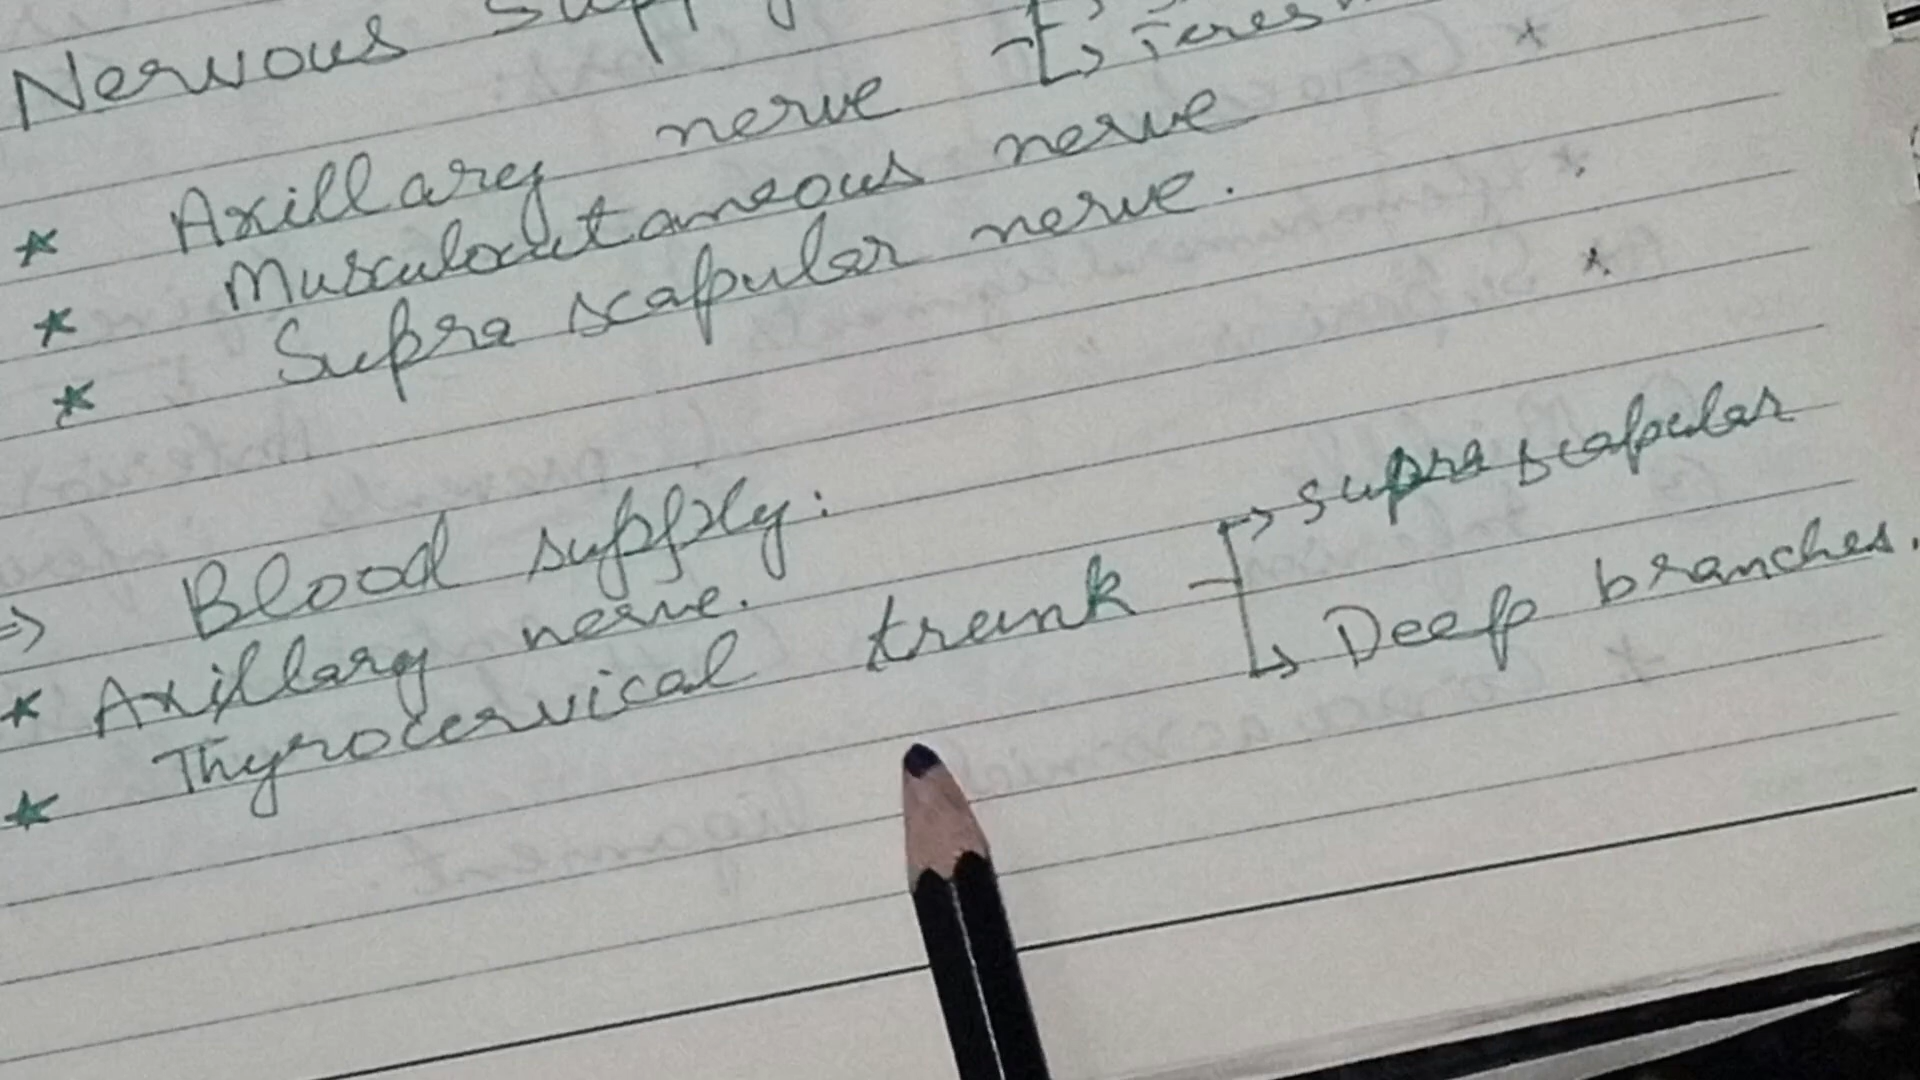 Nervous supply
Teres
* Axillary nerve
* Musculocutaneous nerve
* Supra scapular nerve.
=> Blood supply:
* Axillary nerve.
* Thyrocervical trunk
→ supra scapular
↳ Deep branches.